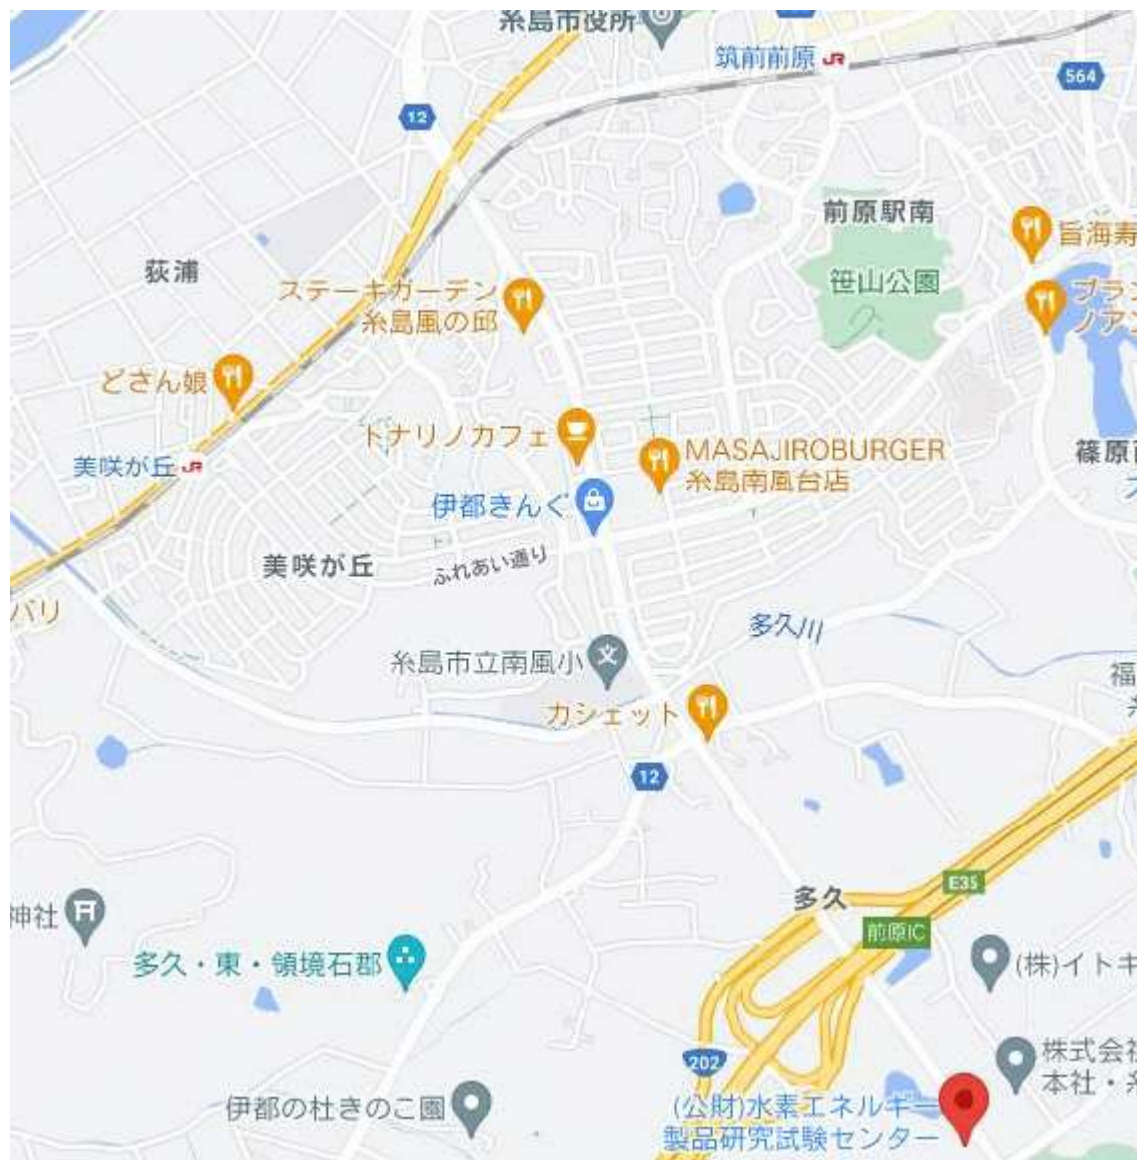 糸島市役所
筑前前原
JR
564
12
前原駅南
旨海寿
荻浦
笹山公園
ステーキガーデン
糸島風の邱
どさん娘
トナリノカフェ
MASAJIROBURGER
糸島南風台店
美咲が丘
JR
伊都きんぐ
美咲が丘
ふれあい通り
バリ
多久川
糸島市立南風小
カシェット
福
12
E35
多久
神社
前原IC
多久・東・領境石郡
(株)イトキ
202
株式会社
本社・糸
伊都の杜きのこ園
(公財)水素エネルギー
製品研究試験センター